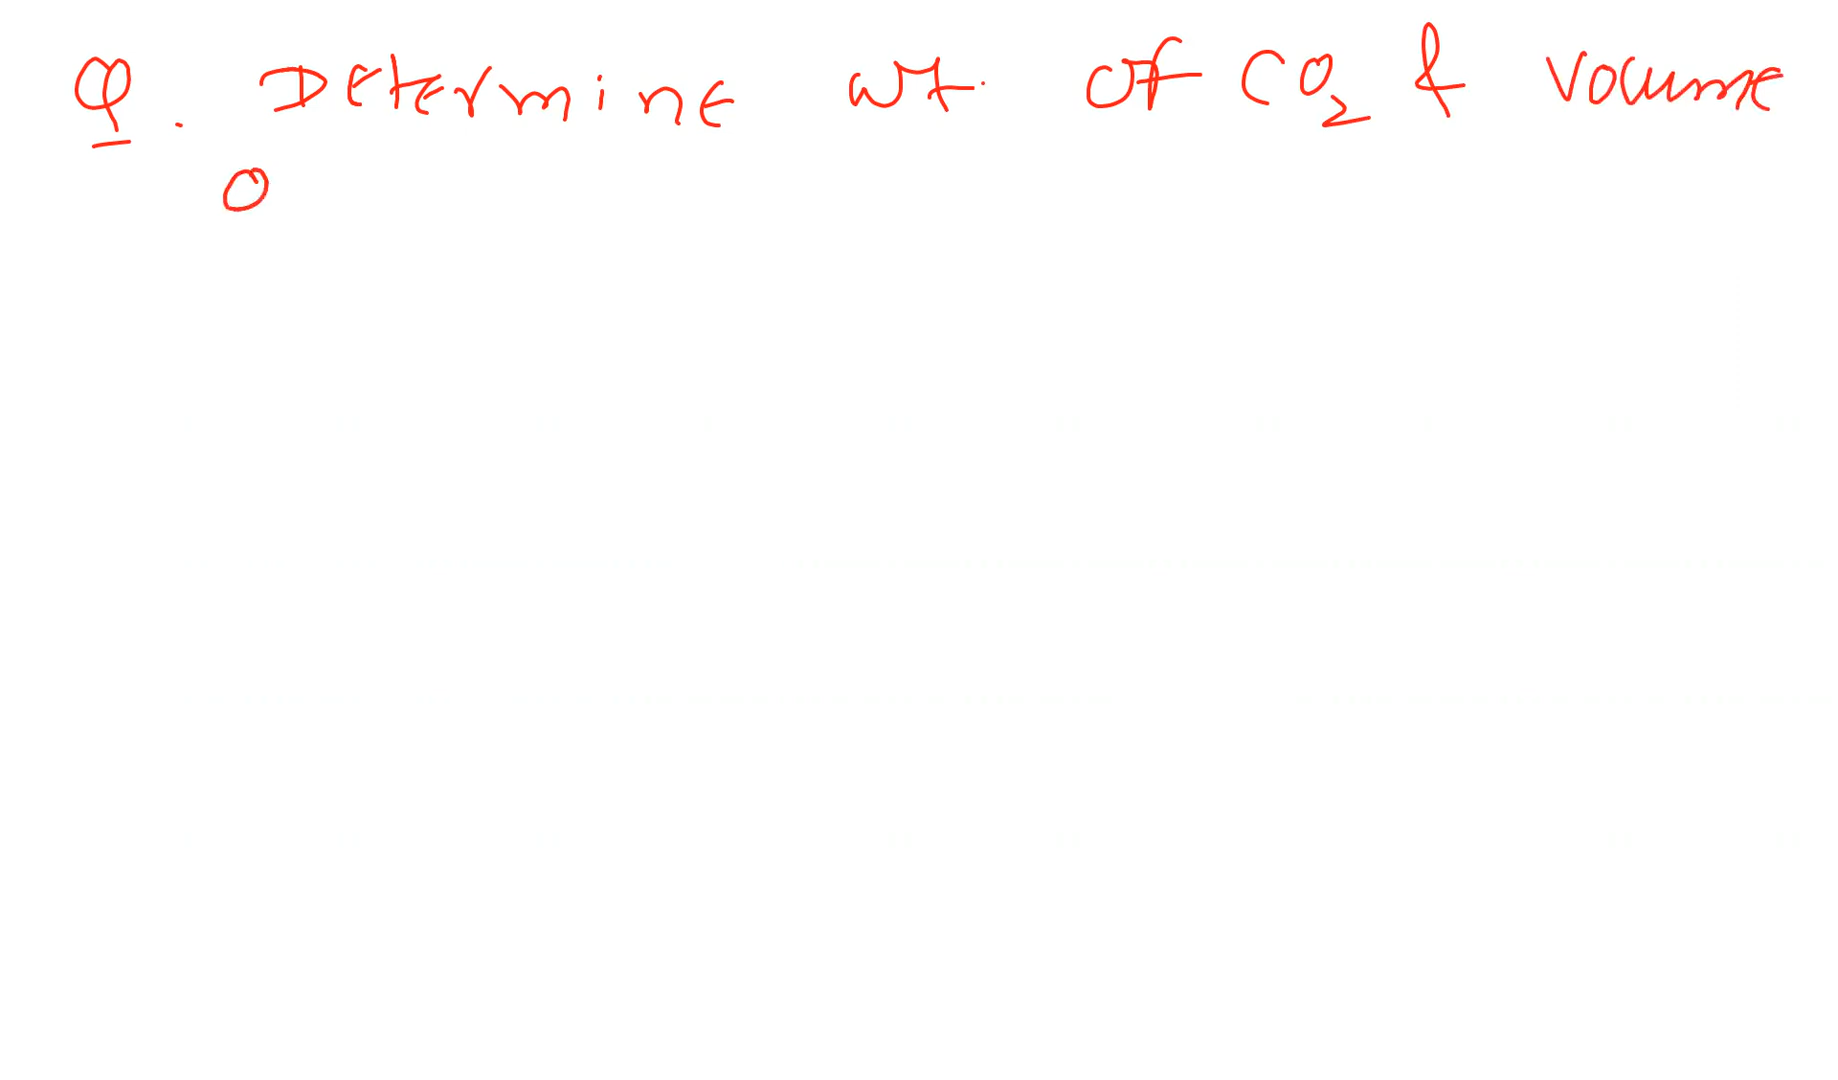 Q. Determine wt. of CO₂ & volume
o